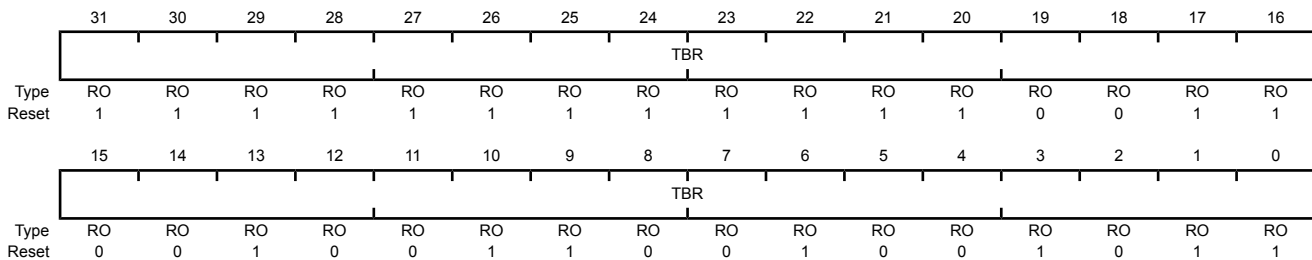 31 30 29 28 27 26 25 24 23 22 21 20 19 18 17 16
TBR
Type RO RO RO RO RO RO RO RO RO RO RO RO RO RO RO RO
Reset 1 1 1 1 1 1 1 1 1 1 1 1 0 0 1 1
15 14 13 12 11 10 9 8 7 6 5 4 3 2 1 0
TBR
Type RO RO RO RO RO RO RO RO RO RO RO RO RO RO RO RO
Reset 0 0 1 0 0 1 1 0 0 1 0 0 1 0 1 1